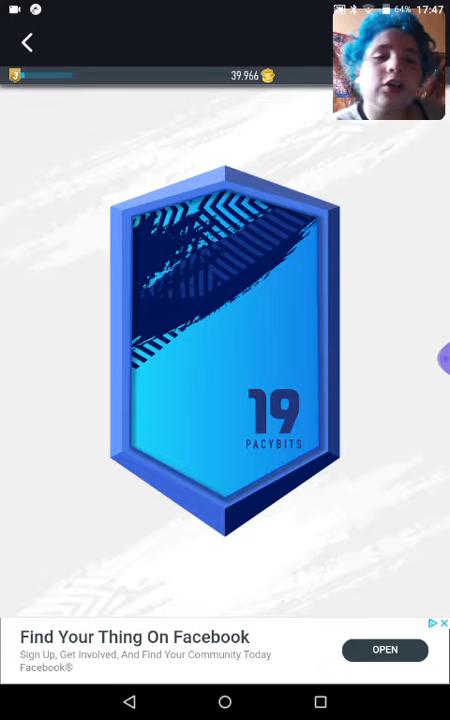 64% 17:47
3 39.966
19
PACYBITS
Find Your Thing On Facebook
Sign Up, Get Involved, And Find Your Community Today
Facebook®
OPEN